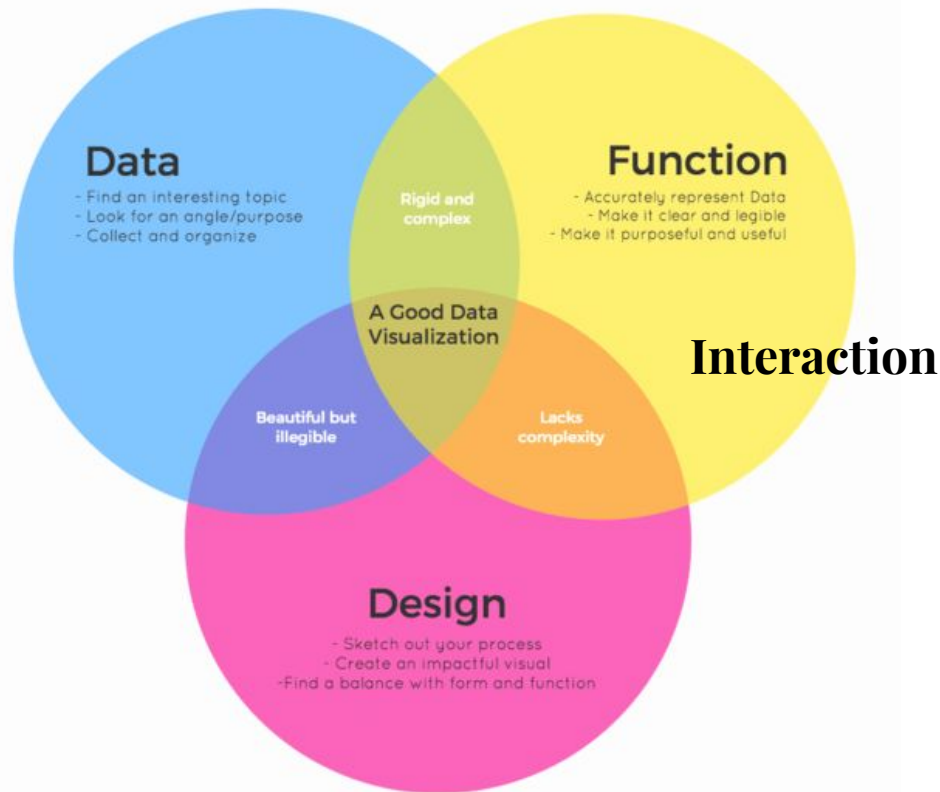 Data
- Find an interesting topic
- Look for an angle/purpose
- Collect and organize
Function
- Accurately represent Data
- Make it clear and legible
- Make it purposeful and useful
Rigid and
complex
A Good Data
Visualization
Interaction
Beautiful but
illegible
Lacks
complexity
Design
- Sketch out your process
- Create an impactful visual
-Find a balance with form and function